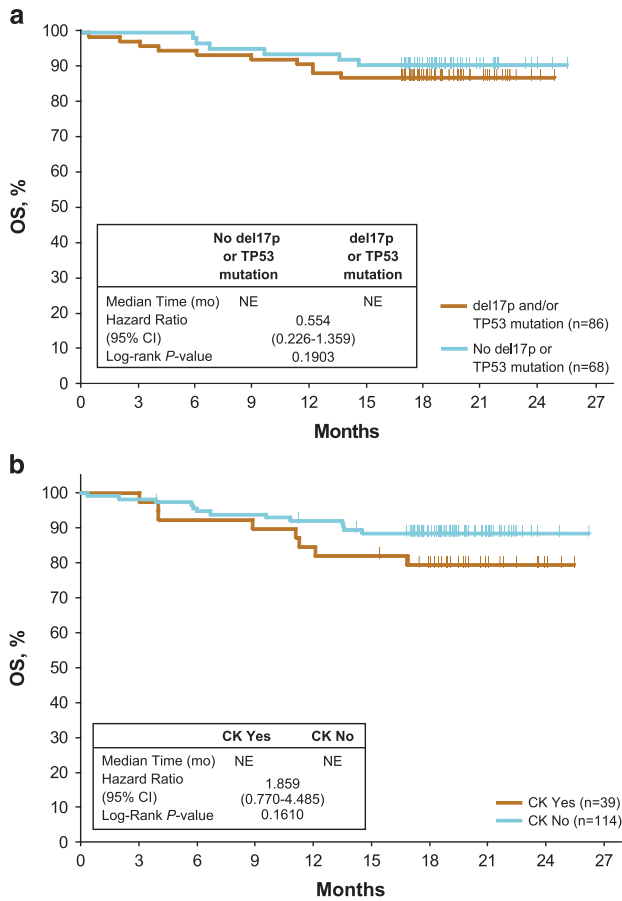 a
100
90
80
70
60
50
40
30
20
10
0
OS, %
No del17p or TP53 mutation
del17p or TP53 mutation
Median Time (mo) NE NE
Hazard Ratio 0.554
(95% CI) (0.226-1.359)
Log-rank P-value 0.1903
del17p and/or
TP53 mutation (n=86)
No del17p or
TP53 mutation (n=68)
0 3 6 9 12 15 18 21 24 27
Months
b
100
90
80
70
60
50
40
30
20
10
0
OS, %
CK Yes CK No
Median Time (mo) NE NE
Hazard Ratio 1.859
(95% CI) (0.770-4.485)
Log-Rank P-value 0.1610
CK Yes (n=39)
CK No (n=114)
0 3 6 9 12 15 18 21 24 27
Months